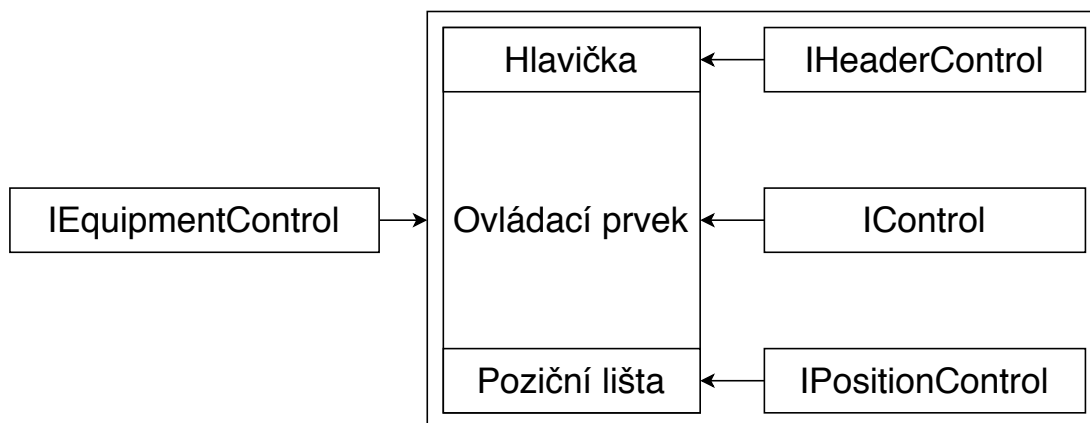 Hlavička
IHeaderControl
IEquipmentControl
Ovládací prvek
IControl
Poziční lišta
IPositionControl